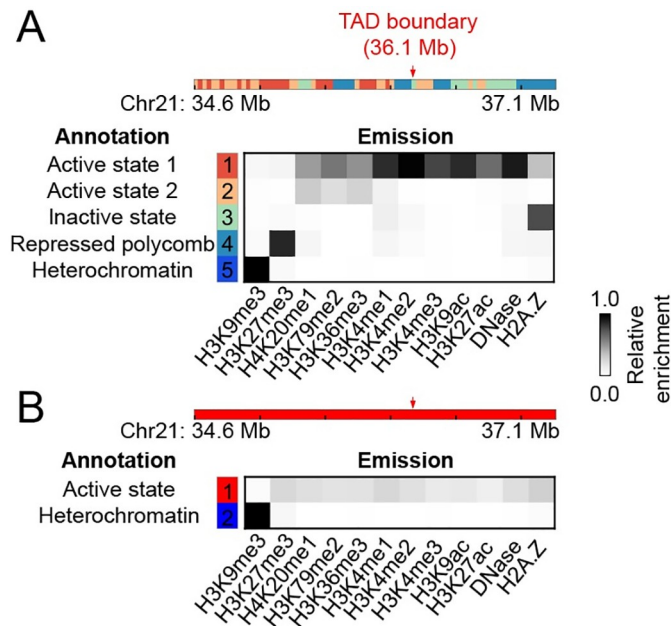 A
TAD boundary
(36.1 Mb)
Chr21: 34.6 Mb 37.1 Mb
Annotation Emission
Active state 1 1
Active state 2 2
Inactive state 3
Repressed polycomb 4
Heterochromatin 5
H3K9me3
H3K27me3
H4K20me1
H3K79me2
H3K36me3
H3K4me1
H3K4me2
H3K4me3
H3K9ac
H3K27ac
DNase
H2A.Z
1.0
0.0
Relative
enrichment
B
Chr21: 34.6 Mb 37.1 Mb
Annotation Emission
Active state 1
Heterochromatin 2
H3K9me3
H3K27me3
H4K20me1
H3K79me2
H3K36me3
H3K4me1
H3K4me2
H3K4me3
H3K9ac
H3K27ac
DNase
H2A.Z